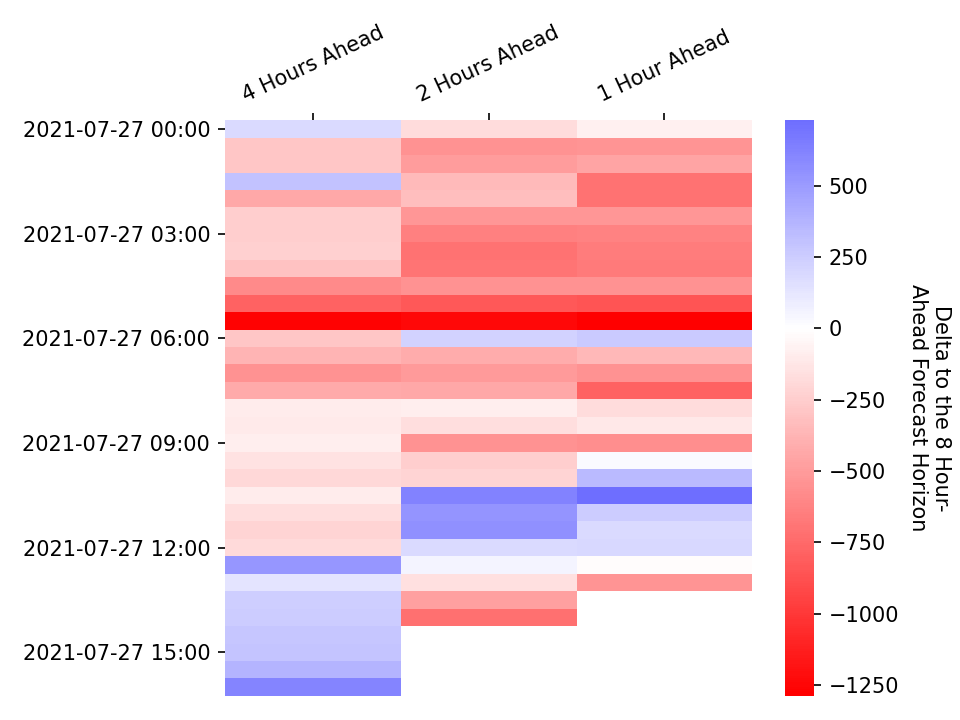 4 Hours Ahead
2 Hours Ahead
1 Hour Ahead
2021-07-27 00:00
2021-07-27 03:00
2021-07-27 06:00
2021-07-27 09:00
2021-07-27 12:00
2021-07-27 15:00
500
250
0
−250
−500
−750
−1000
−1250
Delta to the 8 Hour-
Ahead Forecast Horizon